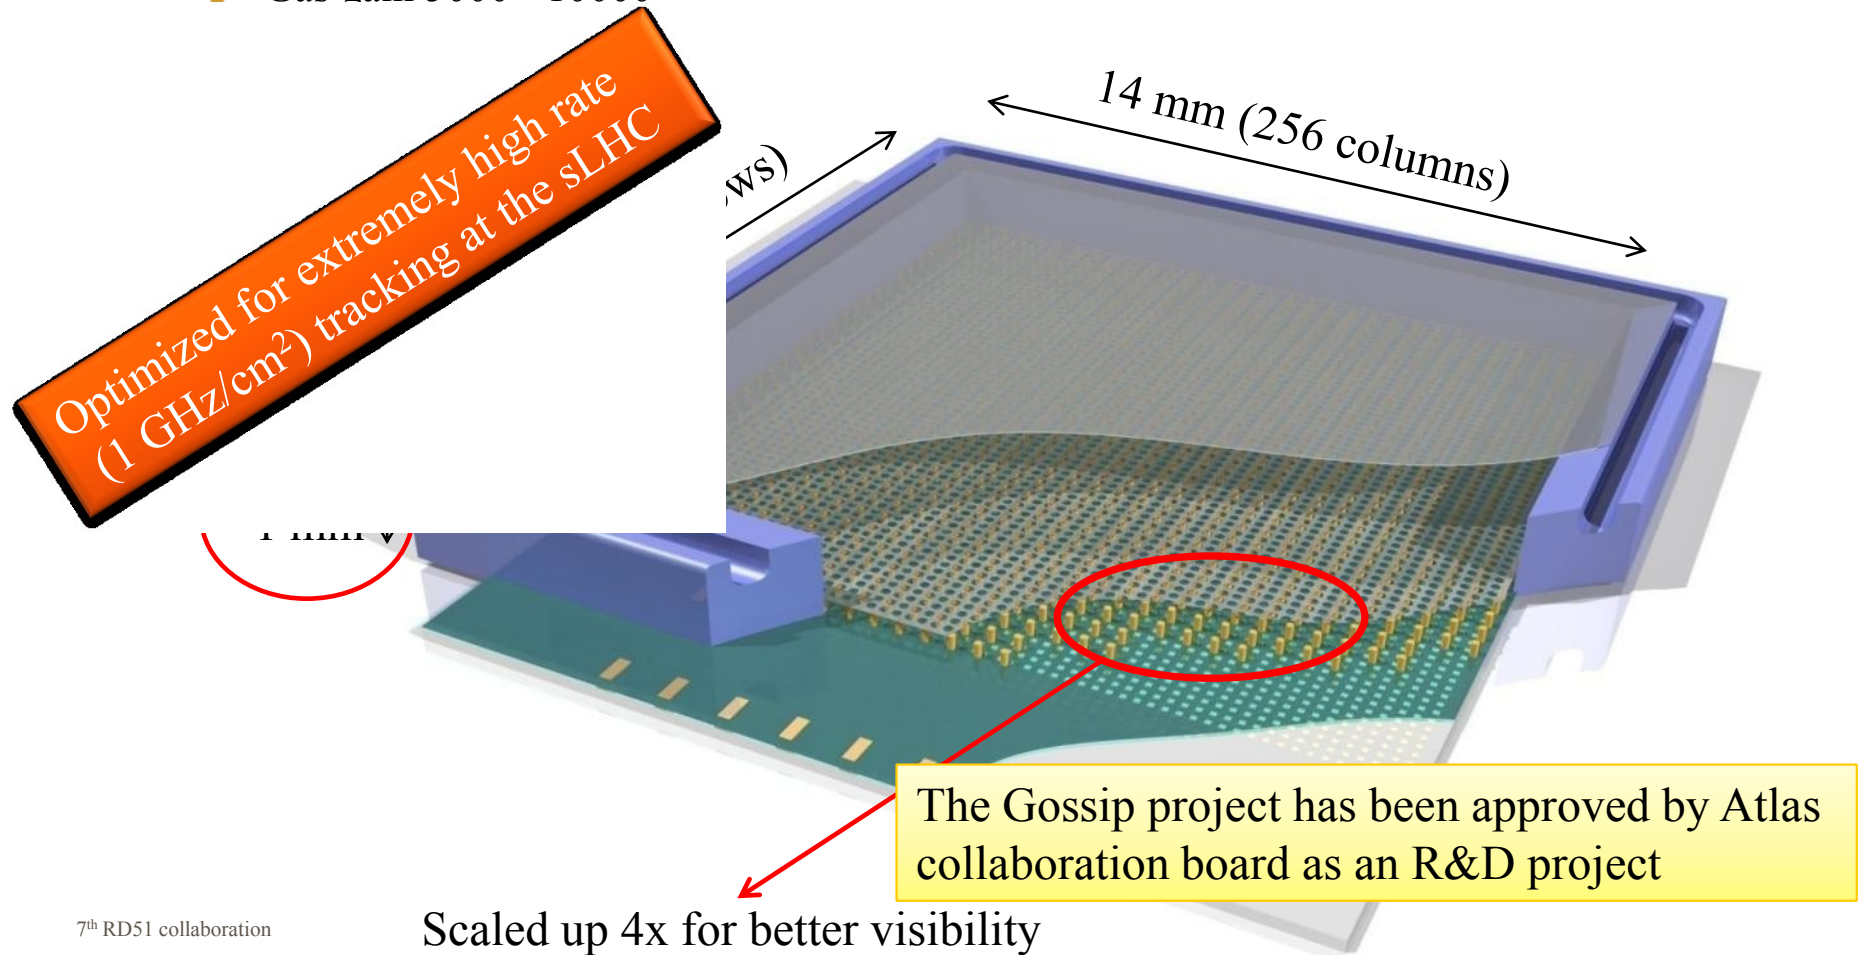 14 mm (256 columns)
Optimized for extremely high rate
(1 GHz/cm²) tracking at the sLHC
The Gossip project has been approved by Atlas
collaboration board as an R&D project
Scaled up 4x for better visibility
7th RD51 collaboration